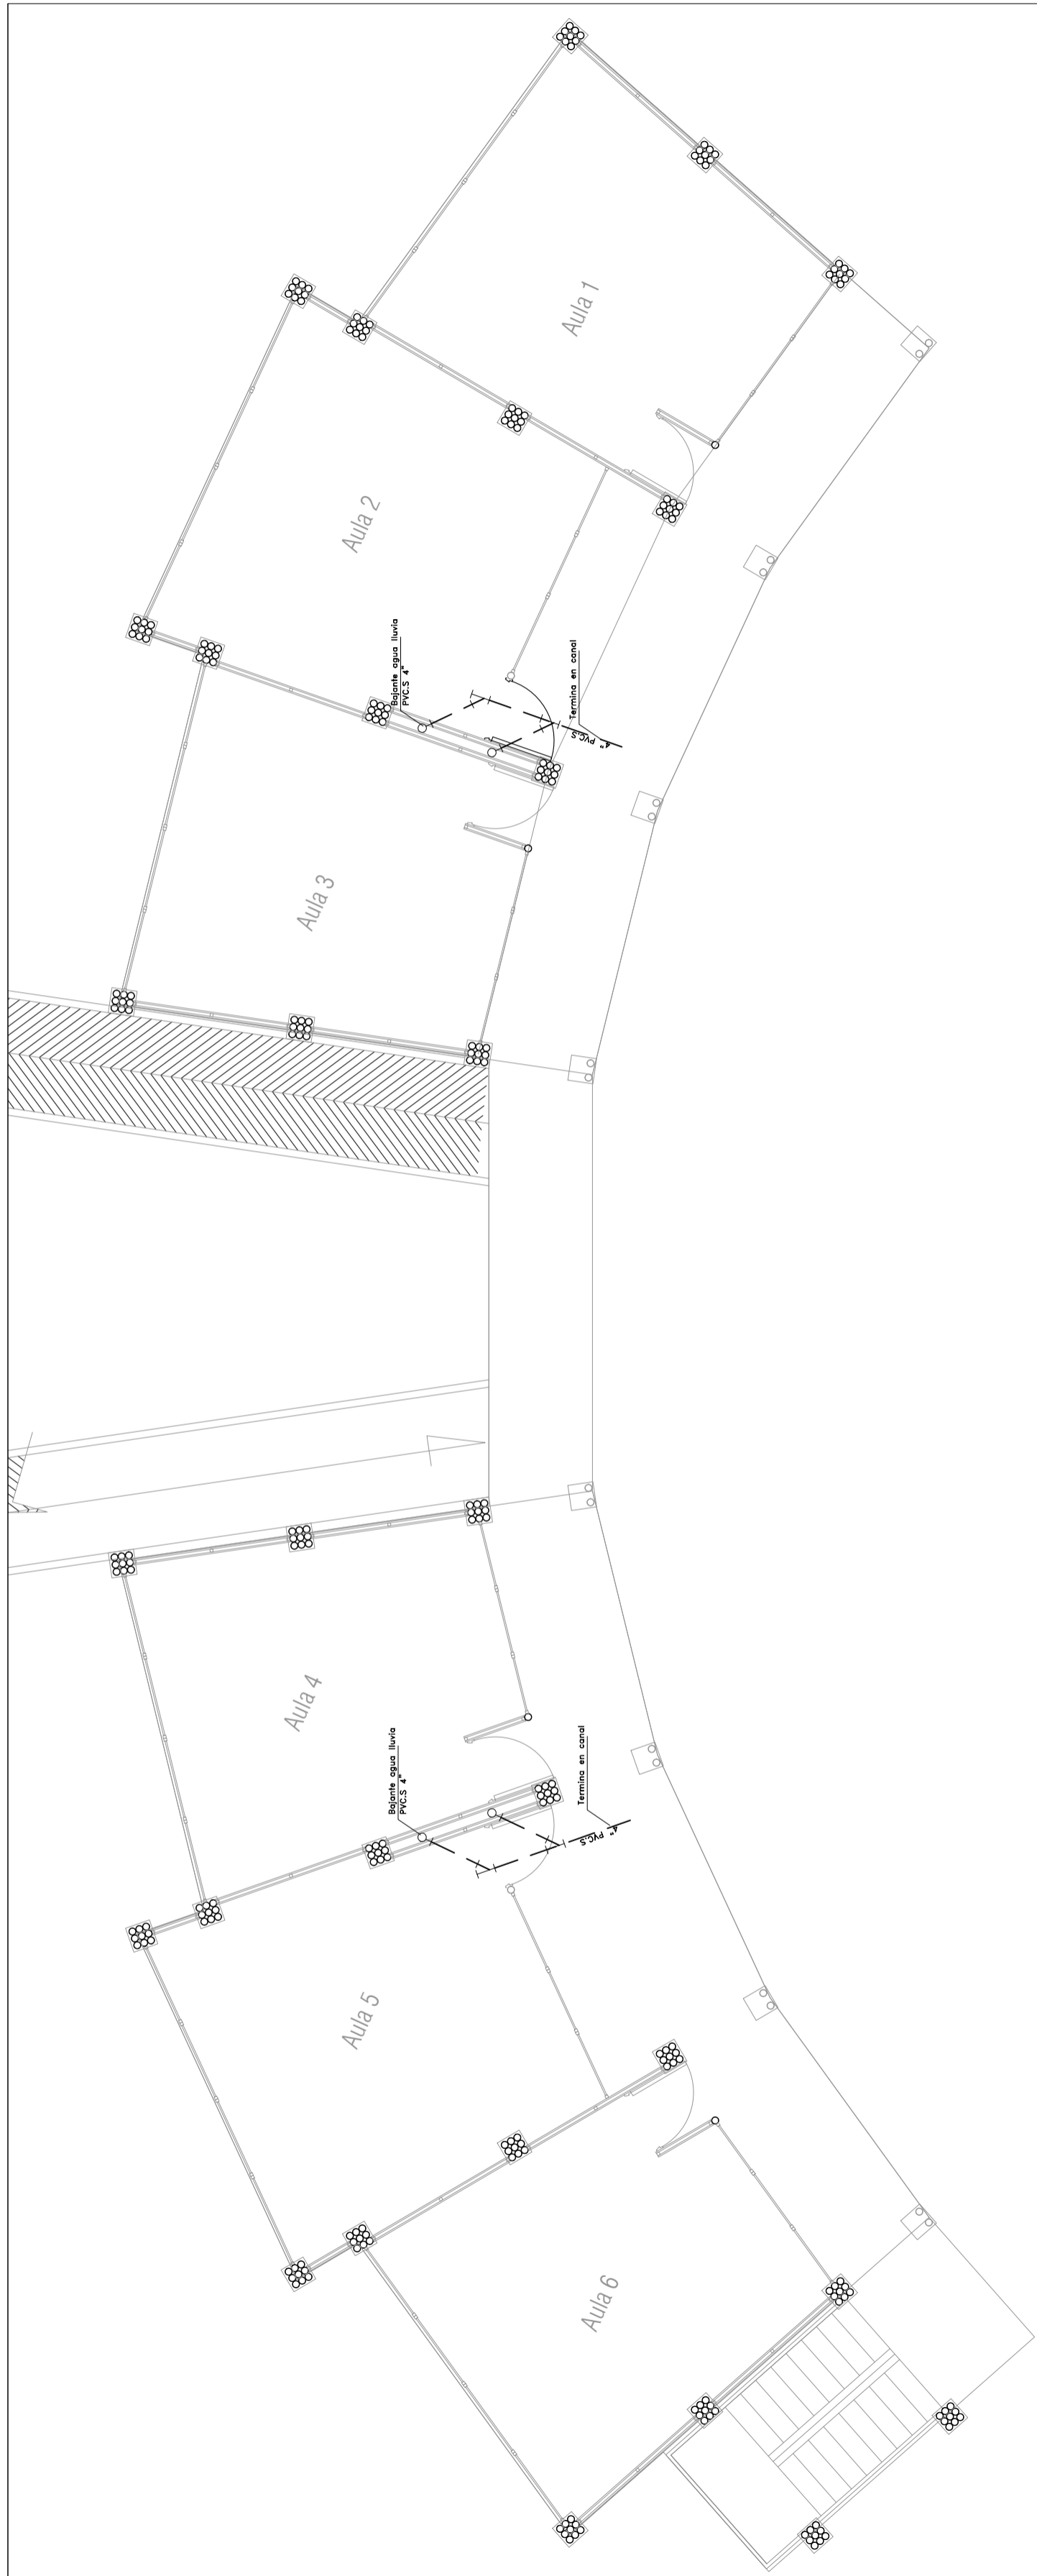 Aula 1
Aula 2
Bajante agua lluvia
PVC.S 4"
Termina en canal
4" PVC.S
Aula 3
Aula 4
Bajante agua lluvia
PVC.S 4"
Termina en canal
4" PVC.S
Aula 5
Aula 6